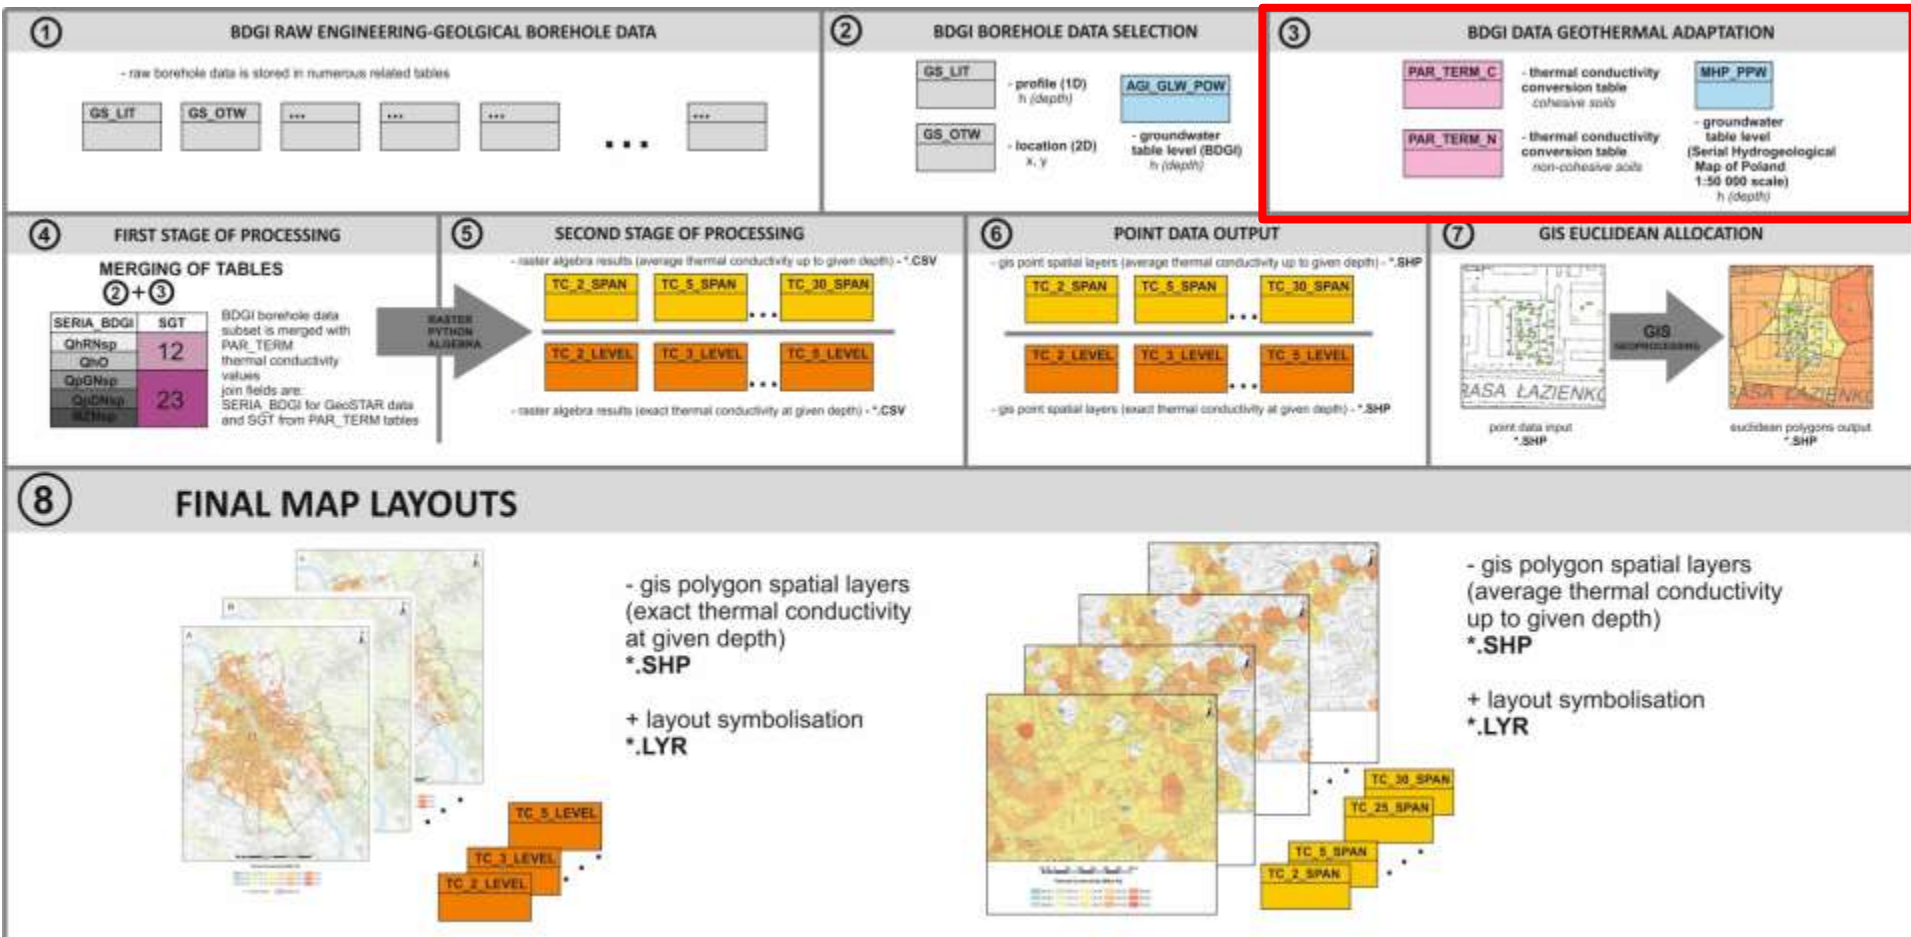 1
BDGI RAW ENGINEERING-GEOLGICAL BOREHOLE DATA
- raw borehole data is stored in numerous related tables
GS_LIT
GS_OTW
...
...
...
...
...
2
BDGI BOREHOLE DATA SELECTION
GS_LIT
- profile (1D)
h (depth)
GS_OTW
- location (2D)
x, y
AGI_GLW_POW
- groundwater
table level (BDGI)
h (depth)
3
BDGI DATA GEOTHERMAL ADAPTATION
PAR_TERM_C
- thermal conductivity
conversion table
cohesive soils
PAR_TERM_N
- thermal conductivity
conversion table
non-cohesive soils
MHP_PPW
- groundwater
table level
(Serial Hydrogeological
Map of Poland
1:50 000 scale)
h (depth)
4
FIRST STAGE OF PROCESSING
MERGING OF TABLES
2+3
SERIA_BDGI SGT
QhRNsp
QhO
12
QpGNsp
QpDNsp
23
BDGI borehole data
subset is merged with
PAR_TERM
thermal conductivity
values
join fields are:
SERIA_BDGI for GeoSTAR data
and SGT from PAR_TERM tables
RASTER
PYTHON
ALGEBRA
5
SECOND STAGE OF PROCESSING
- raster algebra results (average thermal conductivity up to given depth) - *.CSV
TC_2_SPAN
TC_5_SPAN
...
TC_30_SPAN
TC_2_LEVEL
TC_3_LEVEL
...
TC_5_LEVEL
- raster algebra results (exact thermal conductivity at given depth) - *.CSV
6
POINT DATA OUTPUT
- gis point spatial layers (average thermal conductivity up to given depth) - *.SHP
TC_2_SPAN
TC_5_SPAN
...
TC_30_SPAN
TC_2_LEVEL
TC_3_LEVEL
...
TC_5_LEVEL
- gis point spatial layers (exact thermal conductivity at given depth) - *.SHP
7
GIS EUCLIDEAN ALLOCATION
RASA ŁAZIENKO
point data input
*.SHP
GIS
GEOPROCESSING
RASA ŁAZIENKO
euclidean polygons output
*.SHP
8
FINAL MAP LAYOUTS
A
B
- gis polygon spatial layers
(exact thermal conductivity
at given depth)
*.SHP
+ layout symbolisation
*.LYR
TC_5_LEVEL
TC_3_LEVEL
TC_2_LEVEL
- gis polygon spatial layers
(average thermal conductivity
up to given depth)
*.SHP
+ layout symbolisation
*.LYR
TC_30_SPAN
TC_25_SPAN
TC_5_SPAN
TC_2_SPAN